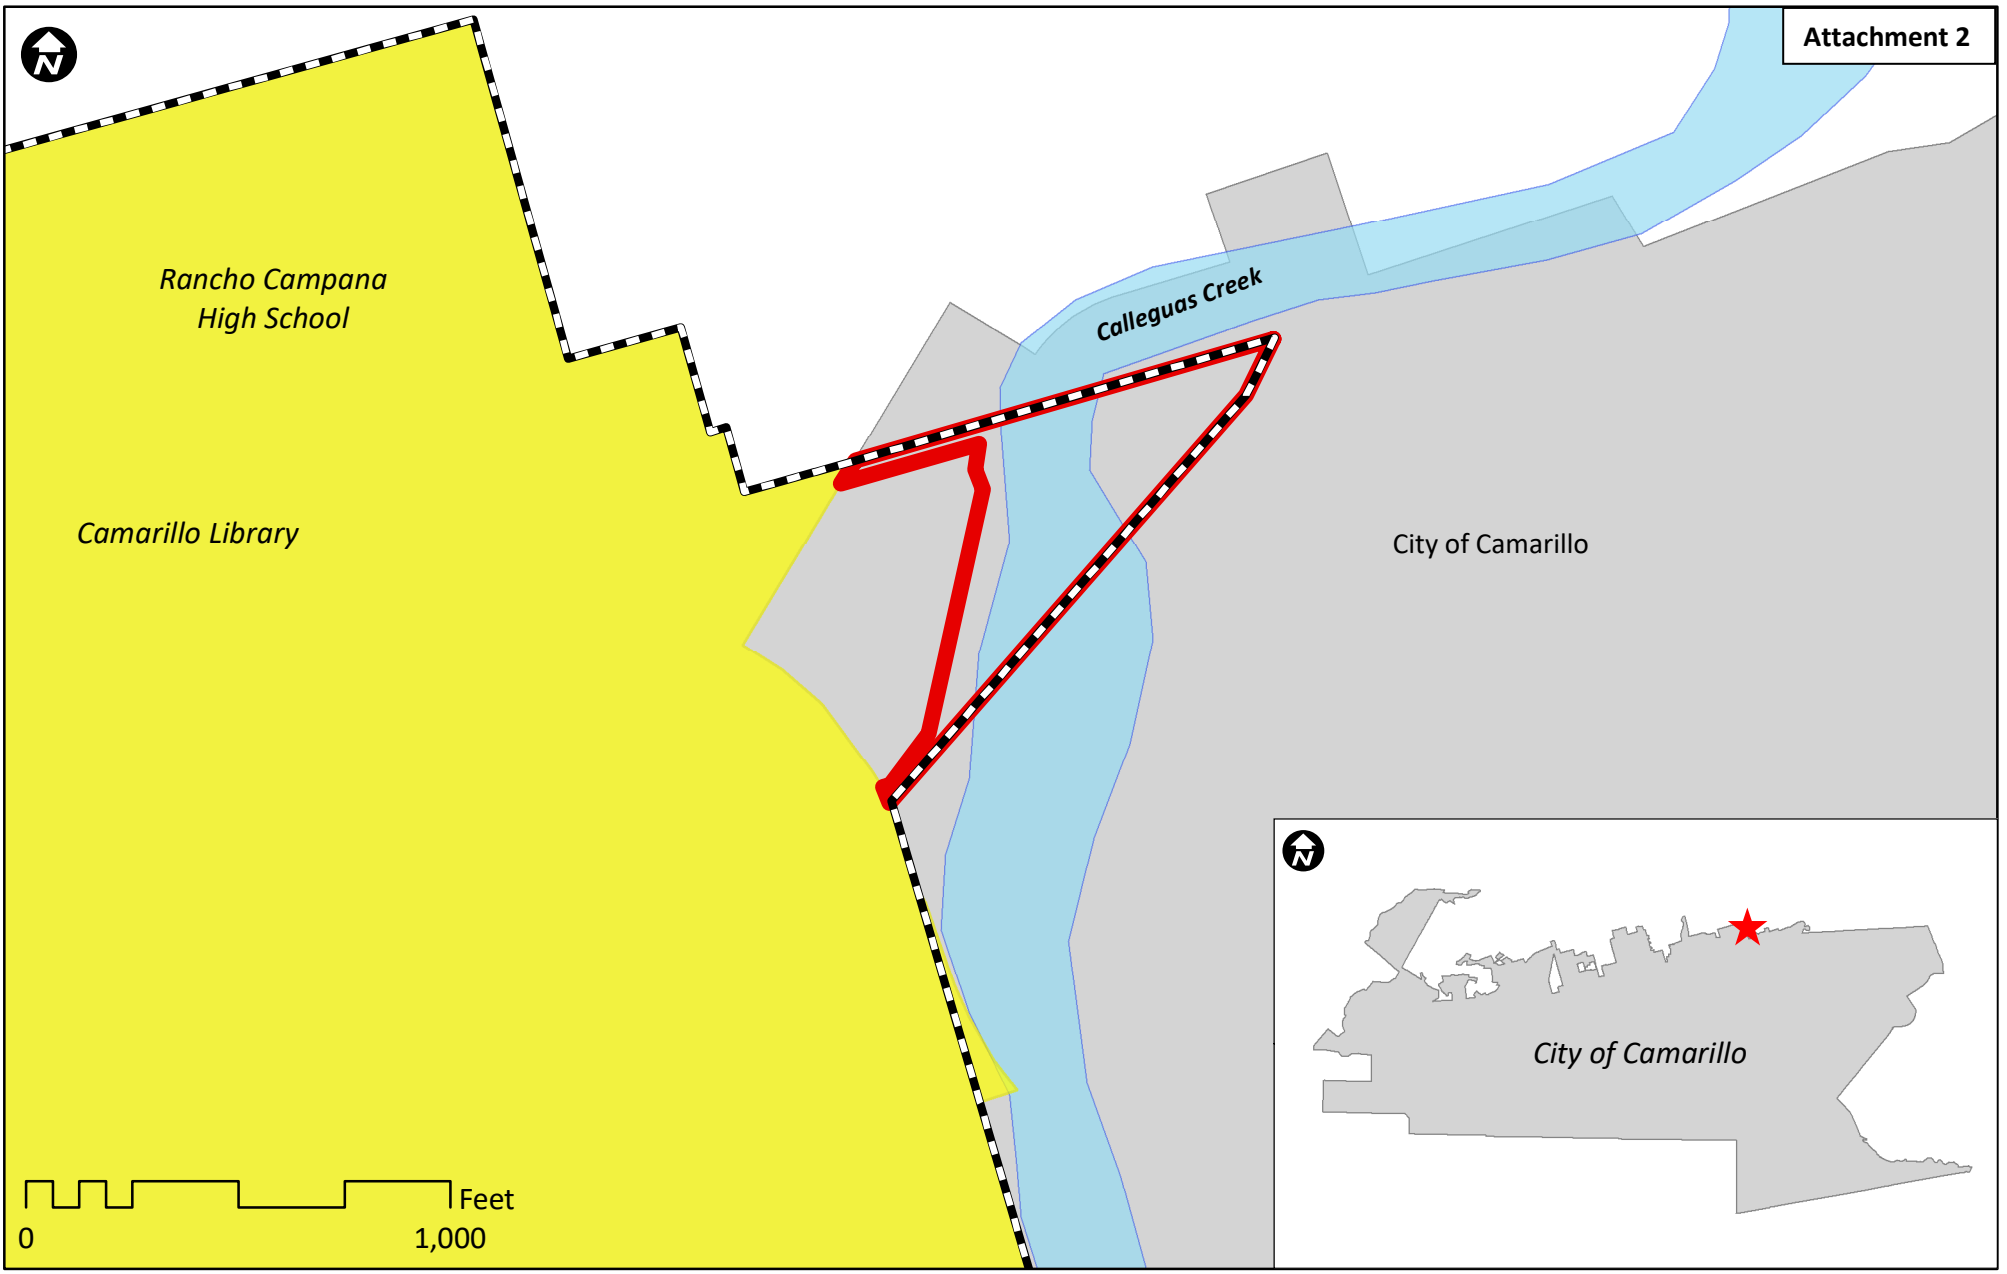 N
Attachment 2
Rancho Campana
High School
Calleguas Creek
Camarillo Library
City of Camarillo
N
City of Camarillo
Feet
0 1,000